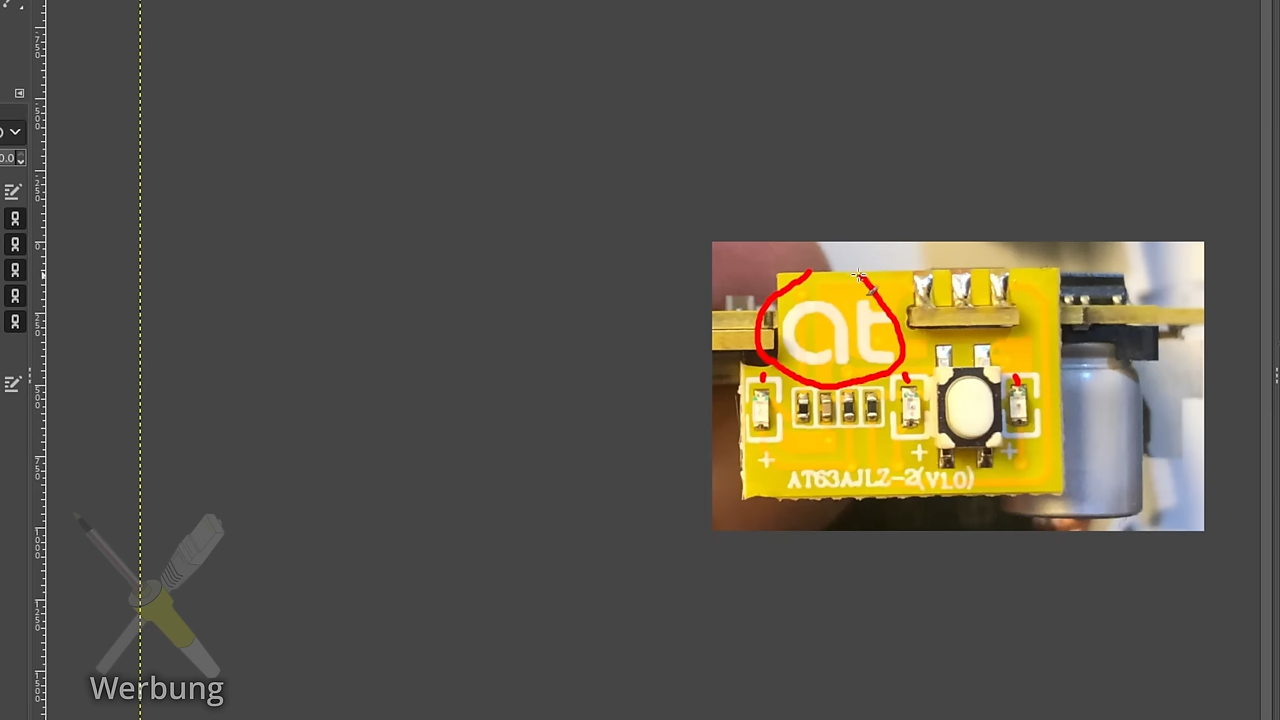 at
+
+
+
AT63AJLZ-2(V1.0)
Werbung